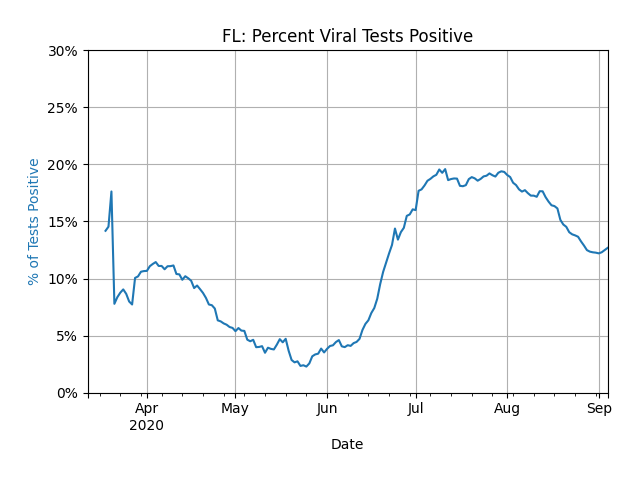 FL: Percent Viral Tests Positive
30%
25%
20%
15%
10%
5%
0%
% of Tests Positive
Apr May Jun Jul Aug Sep
2020
Date